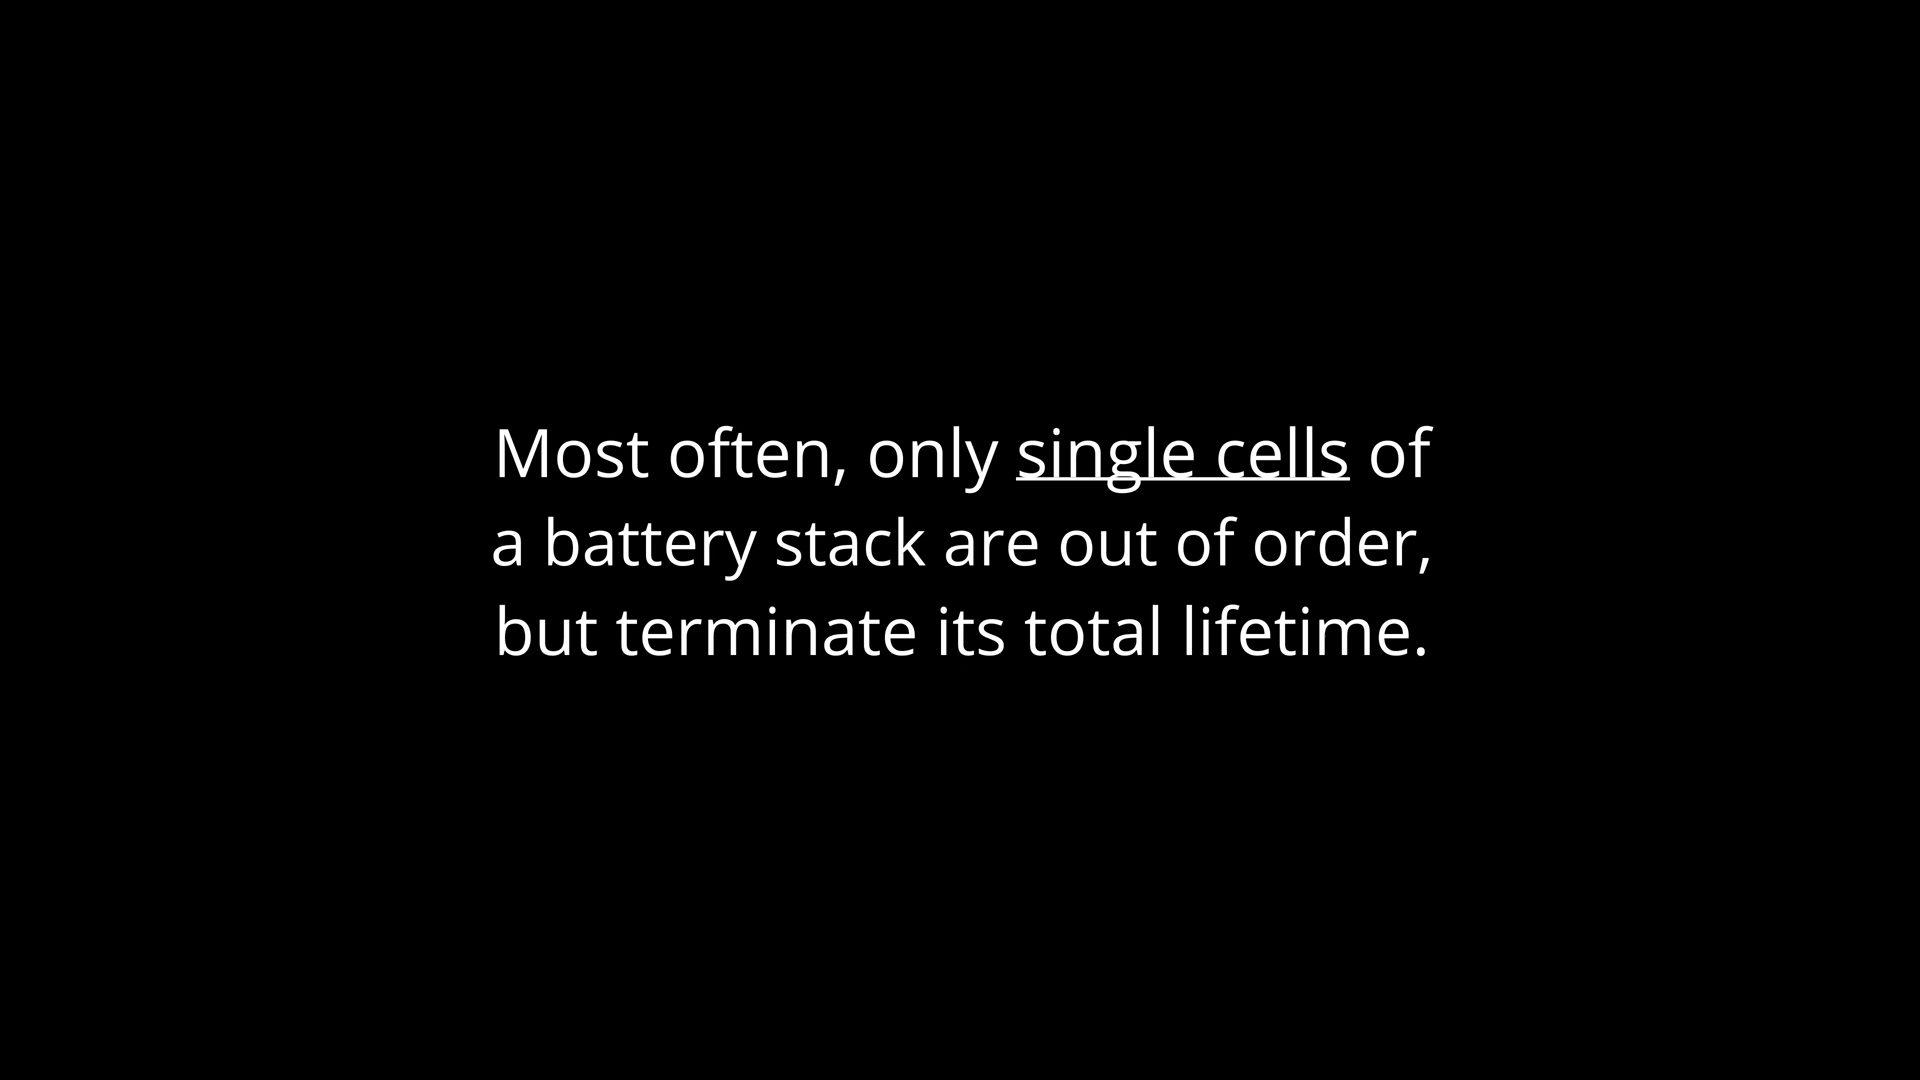 Most often, only single cells of
a battery stack are out of order,
but terminate its total lifetime.